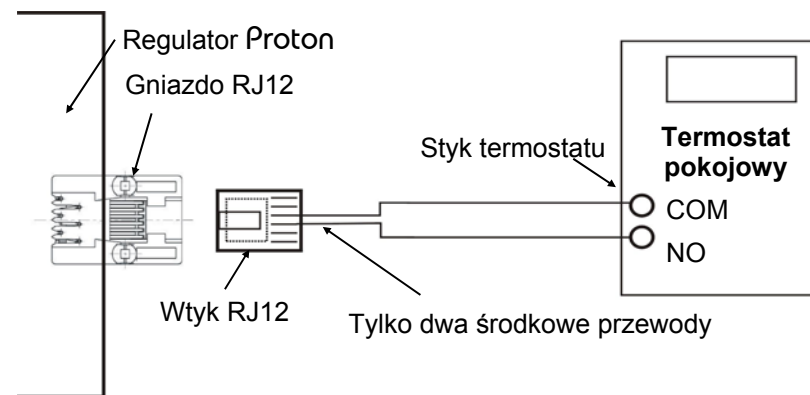 Regulator Proton
Gniazdo RJ12
Styk termostatu
Termostat
pokojowy
COM
NO
Wtyk RJ12
Tylko dwa środkowe przewody